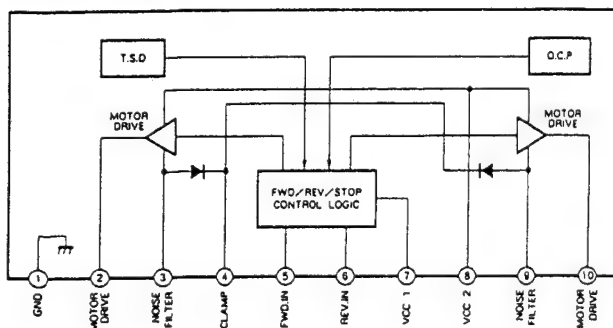 T.S.D
O.C.P
MOTOR
DRIVE
MOTOR
DRIVE
FWD/REV/STOP
CONTROL LOGIC
1
2
3
4
5
6
7
8
9
10
GND
MOTOR
DRIVE
NOISE
FILTER
CLAMP
FWD.IN
REV.IN
VCC 1
VCC 2
NOISE
FILTER
MOTOR
DRIVE